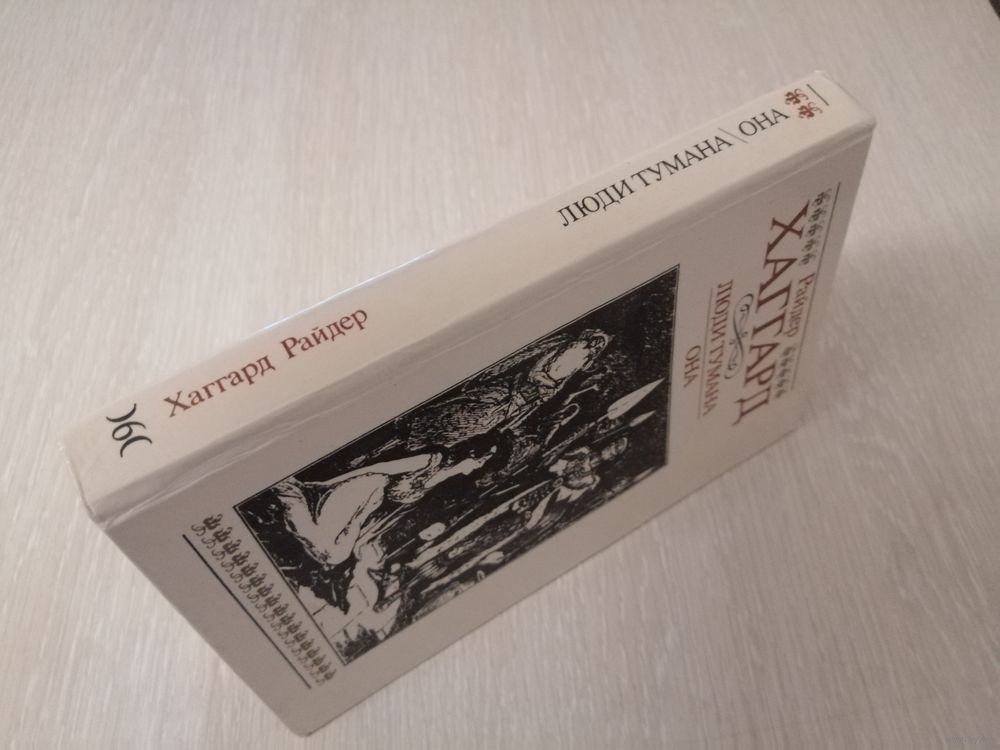 Хаггард Райдер
ЛЮДИ ТУМАНА\ОНА
Райдер
ХАГГАРД
ЛЮДИ ТУМАНА
ОНА